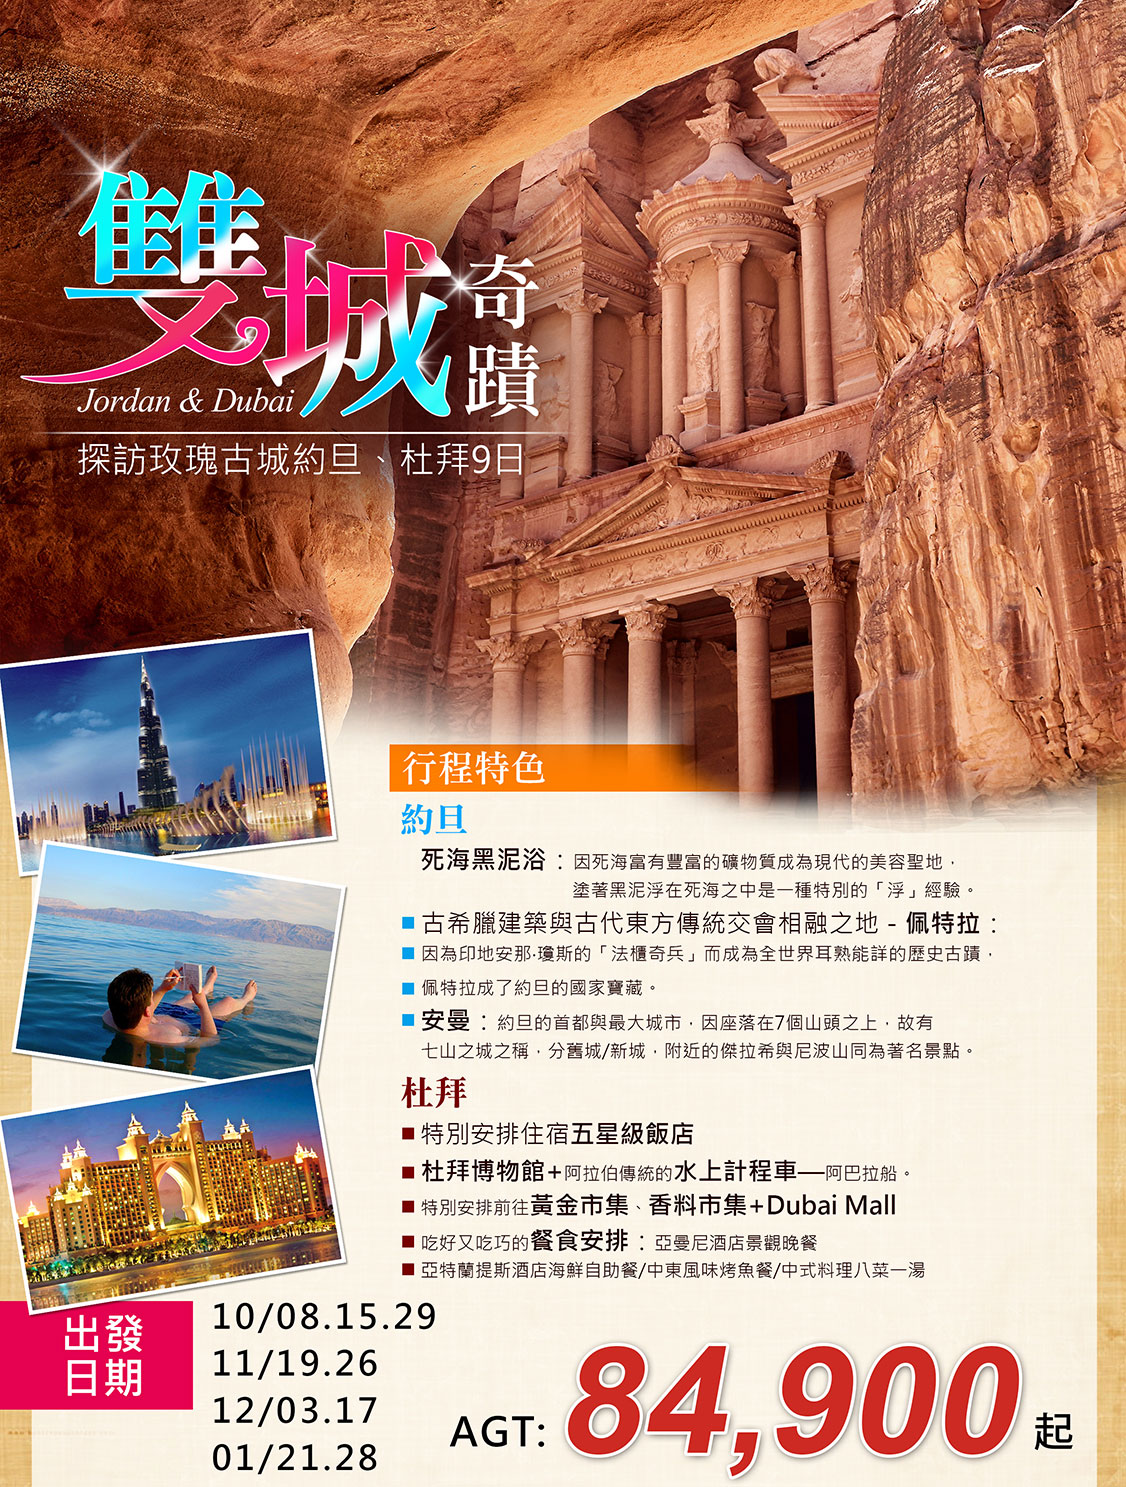 雙城奇蹟
Jordan & Dubai
探訪玫瑰古城約旦、杜拜9日
行程特色
約旦
死海黑泥浴：因死海富有豐富的礦物質成為現代的美容聖地，
塗著黑泥浮在死海之中是一種特別的「浮」經驗。
■古希臘建築與古代東方傳統交會相融之地 - 佩特拉：
■因為印地安那‧瓊斯的「法櫃奇兵」而成為全世界耳熟能詳的歷史古蹟，
■佩特拉成了約旦的國家寶藏。
■安曼：約旦的首都與最大城市，因座落在7個山頭之上，故有
七山之城之稱，分舊城/新城，附近的傑拉希與尼波山同為著名景點。
杜拜
■特別安排住宿五星級飯店
■杜拜博物館+阿拉伯傳統的水上計程車──阿巴拉船。
■特別安排前往黃金市集、香料市集+Dubai Mall
■吃好又吃巧的餐食安排：亞曼尼酒店景觀晚餐
■亞特蘭提斯酒店海鮮自助餐/中東風味烤魚餐/中式料理八菜一湯
出發
日期
10/08.15.29
11/19.26
12/03.17
01/21.28
AGT: 84,900起